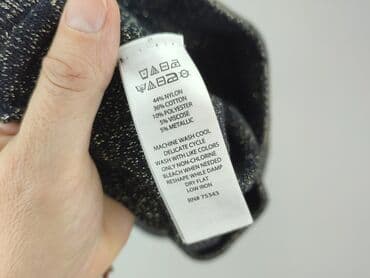 44% NYLON
36% COTTON
10% POLYESTER
5% VISCOSE
5% METALLIC
MACHINE WASH COOL
DELICATE CYCLE
WASH WITH LIKE COLORS
ONLY NON-CHLORINE
BLEACH WHEN NEEDED
RESHAPE WHILE DAMP
DRY FLAT
LOW IRON
RN# 75343